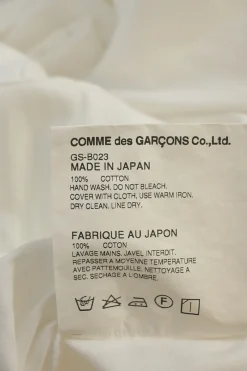 COMME des GARÇONS Co.,Ltd.
GS-B023
MADE IN JAPAN
100% COTTON
HAND WASH. DO NOT BLEACH.
COVER WITH CLOTH, USE WARM IRON.
DRY CLEAN, LINE DRY.
FABRIQUE AU JAPON
100% COTON
LAVAGE MAINS. JAVEL INTERDIT.
REPASSER A MOYENNE TEMPERATURE
AVEC PATTEMOUILLE. NETTOYAGE A
SEC. SECHAGE A L'OMBRE.
F